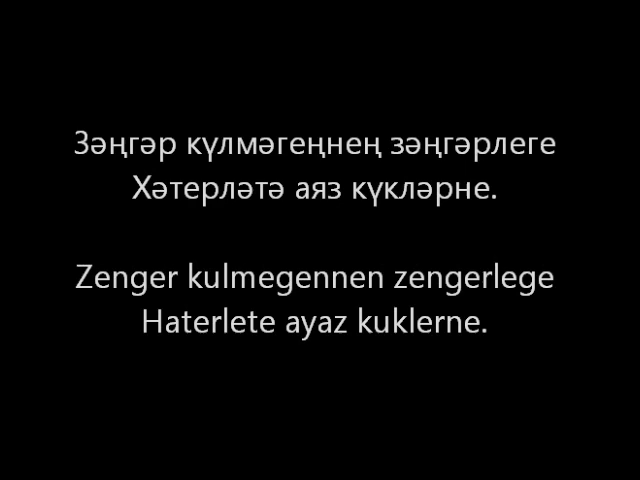 Зәңгәр күлмәгеңнең зәңгәрлеге
Хәтерләтә аяз күкләрне.
Zenger kulmegennen zengerlege
Haterlete ayaz kuklerne.